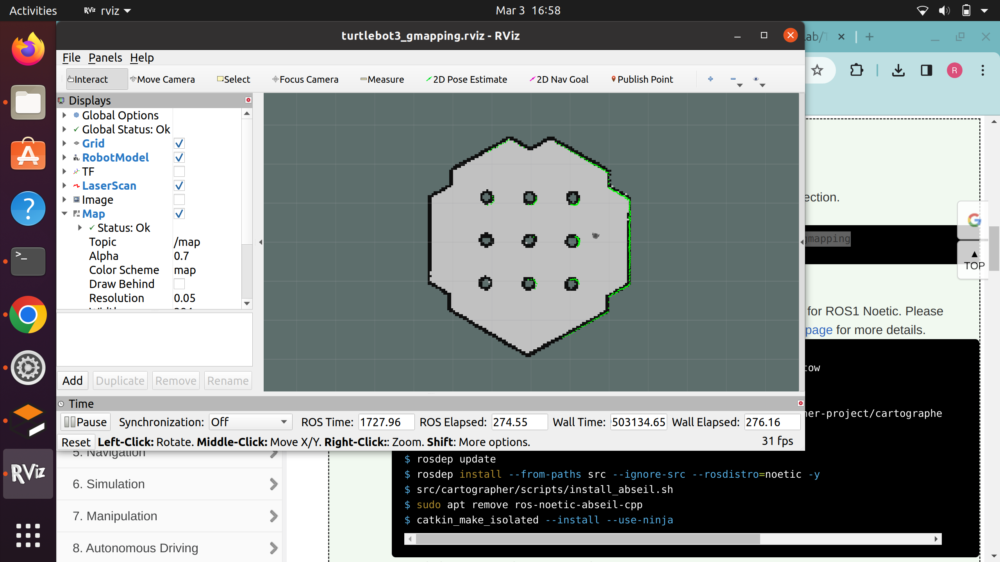 Activities
RViz rviz
Mar 3 16:58
turtlebot3_gmapping.rviz - RViz
File Panels Help
Interact Move Camera Select Focus Camera Measure 2D Pose Estimate 2D Nav Goal Publish Point
R
Displays
Global Options
Global Status: Ok
Grid
RobotModel
TF
LaserScan
Image
Map
Status: Ok
Topic /map
Alpha 0.7
Color Scheme map
Draw Behind
Resolution 0.05
Add Duplicate Remove Rename
Time
Pause Synchronization: Off ROS Time: 1727.96 ROS Elapsed: 274.55 Wall Time: 503134.65 Wall Elapsed: 276.16
Reset Left-Click: Rotate. Middle-Click: Move X/Y. Right-Click:: Zoom. Shift: More options. 31 fps
ection.
gmapping
TOP
for ROS1 Noetic. Please
page for more details.
ner-project/cartographe
5. Navigation
6. Simulation
7. Manipulation
8. Autonomous Driving
$ rosdep update
$ rosdep install --from-paths src --ignore-src --rosdistro=noetic -y
$ src/cartographer/scripts/install_abseil.sh
$ sudo apt remove ros-noetic-abseil-cpp
$ catkin_make_isolated --install --use-ninja
RViz